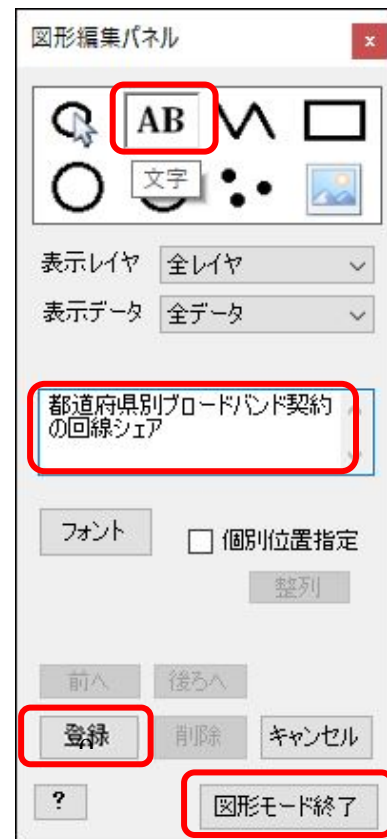 図形編集パネル
x
AB
文字
表示レイヤ 全レイヤ
表示データ 全データ
都道府県別ブロードバンド契約
の回線シェア
フォント
個別位置指定
整列
前へ 後ろへ
登録 削除 キャンセル
? 図形モード終了